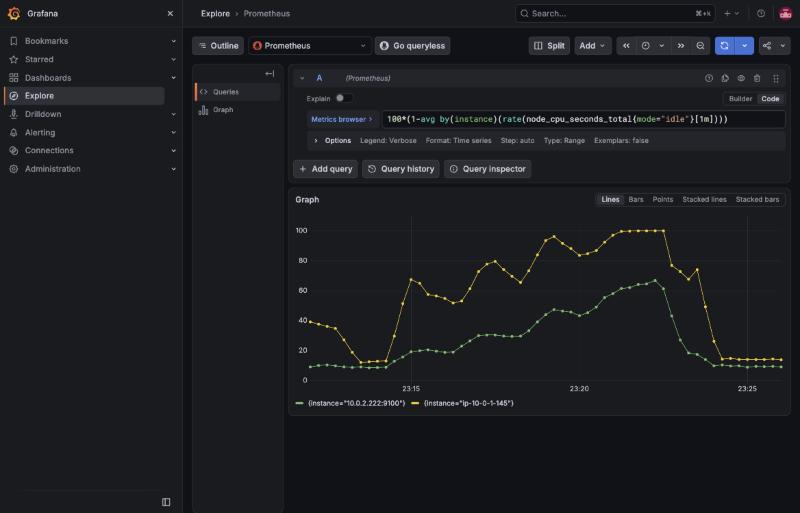 Grafana
Explore › Prometheus
Search...
⌘+k
Bookmarks
Starred
Dashboards
Explore
Drilldown
Alerting
Connections
Administration
Outline
Prometheus
Go queryless
Split
Add
Queries
Graph
A (Prometheus)
Explain
Builder Code
Metrics browser >
100*(1-avg by(instance)(rate(node_cpu_seconds_total{mode="idle"}[1m])))
Options Legend: Verbose Format: Time series Step: auto Type: Range Exemplars: false
+ Add query
Query history
Query inspector
Graph
Lines Bars Points Stacked lines Stacked bars
100
80
60
40
20
0
23:15 23:20 23:25
{instance="10.0.2.222:9100"} {instance="ip-10-0-1-145"}